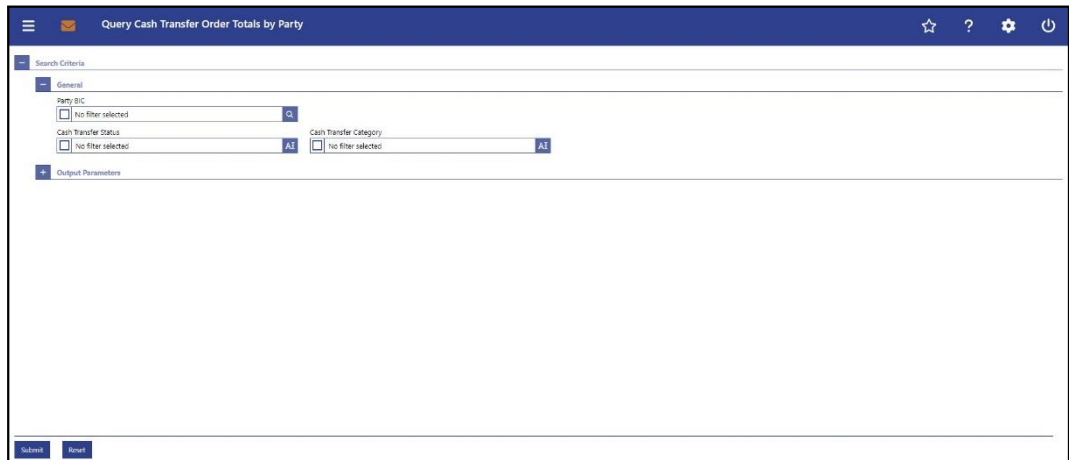 Query Cash Transfer Order Totals by Party
Search Criteria
General
Party BIC
No filter selected
Cash Transfer Status
Cash Transfer Category
No filter selected
AI
No filter selected
AI
Output Parameters
Submit
Reset